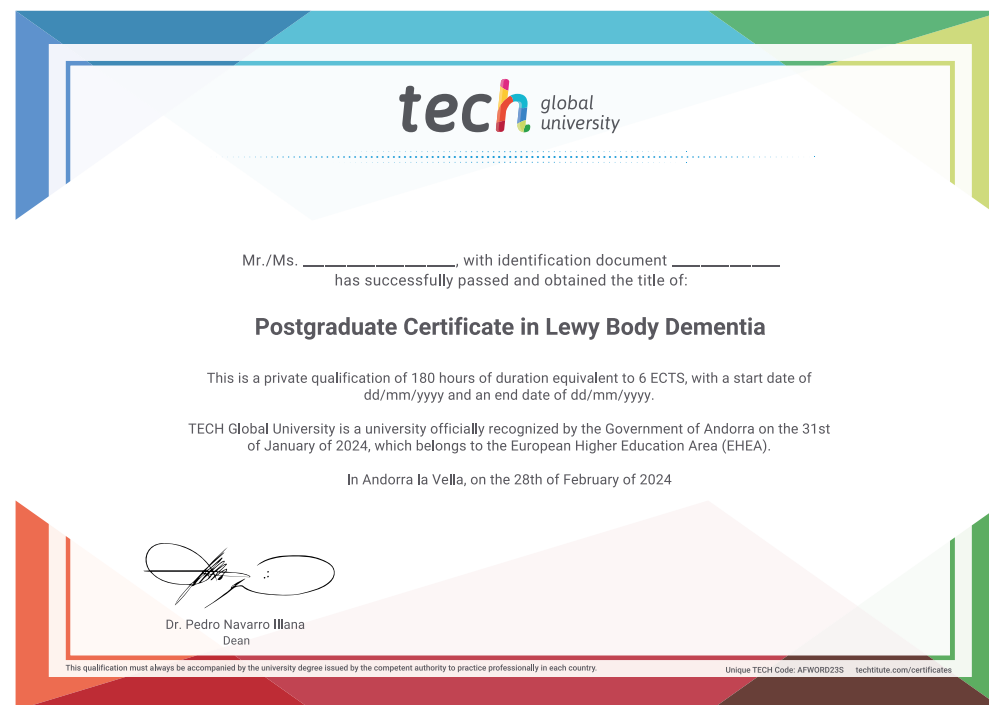 tech global
university
Mr./Ms. ________________, with identification document ____________
has successfully passed and obtained the title of:
Postgraduate Certificate in Lewy Body Dementia
This is a private qualification of 180 hours of duration equivalent to 6 ECTS, with a start date of
dd/mm/yyyy and an end date of dd/mm/yyyy.
TECH Global University is a university officially recognized by the Government of Andorra on the 31st
of January of 2024, which belongs to the European Higher Education Area (EHEA).
In Andorra la Vella, on the 28th of February of 2024
Dr. Pedro Navarro Illana
Dean
This qualification must always be accompanied by the university degree issued by the competent authority to practice professionally in each country.
Unique TECH Code: AFWORD23S techtitute.com/certificates